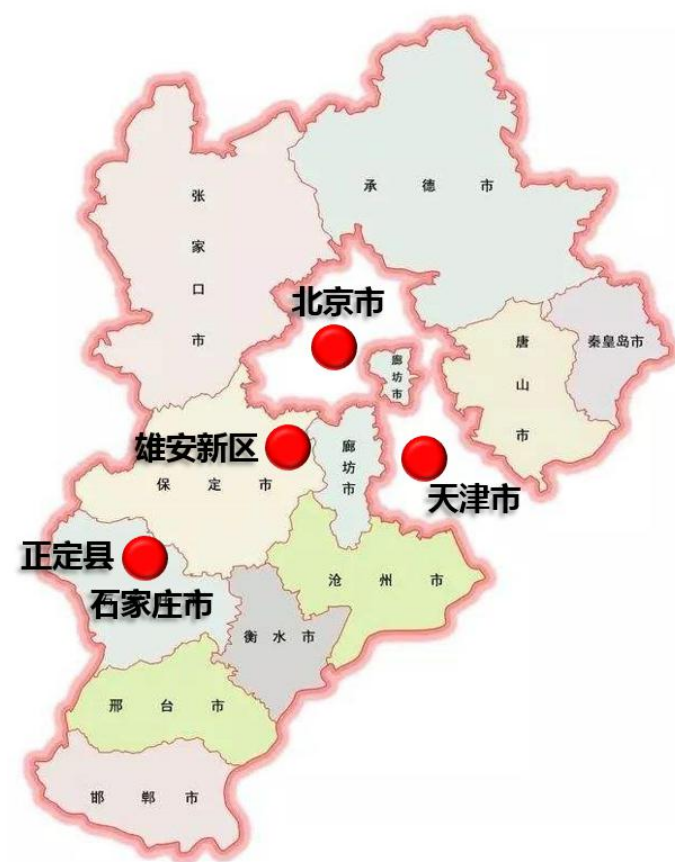 张家口市
承德市
北京市
廊坊市
唐山市
秦皇岛市
雄安新区
保定市
廊坊市
天津市
正定县
石家庄市
沧州市
衡水市
邢台市
邯郸市